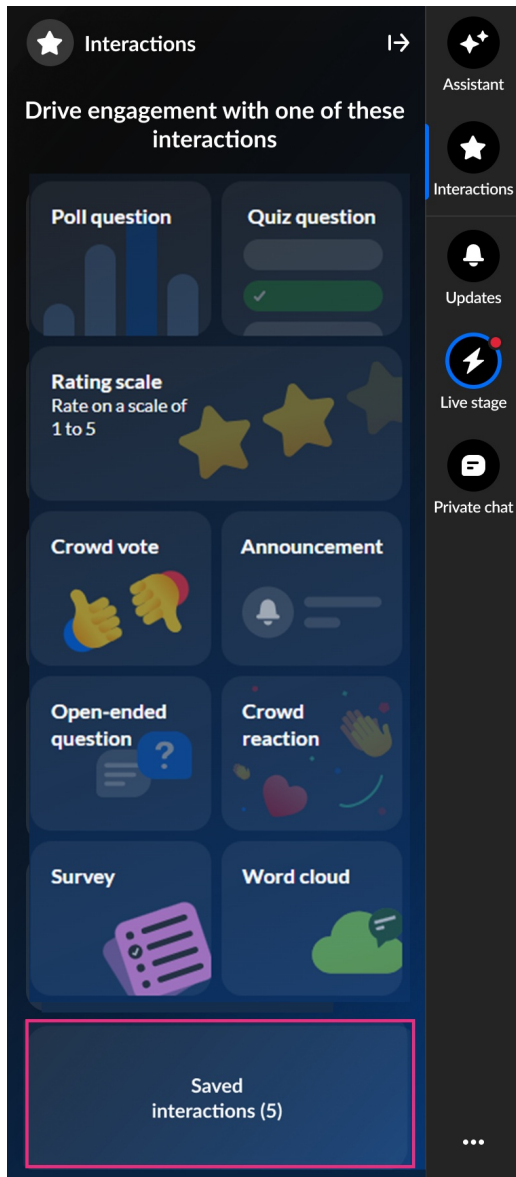 Interactions
Drive engagement with one of these
interactions
Poll question
Quiz question
Rating scale
Rate on a scale of
1 to 5
Crowd vote
Announcement
Open-ended
question
?
Crowd
reaction
Survey
Word cloud
Saved
interactions (5)
Assistant
Interactions
Updates
Live stage
Private chat